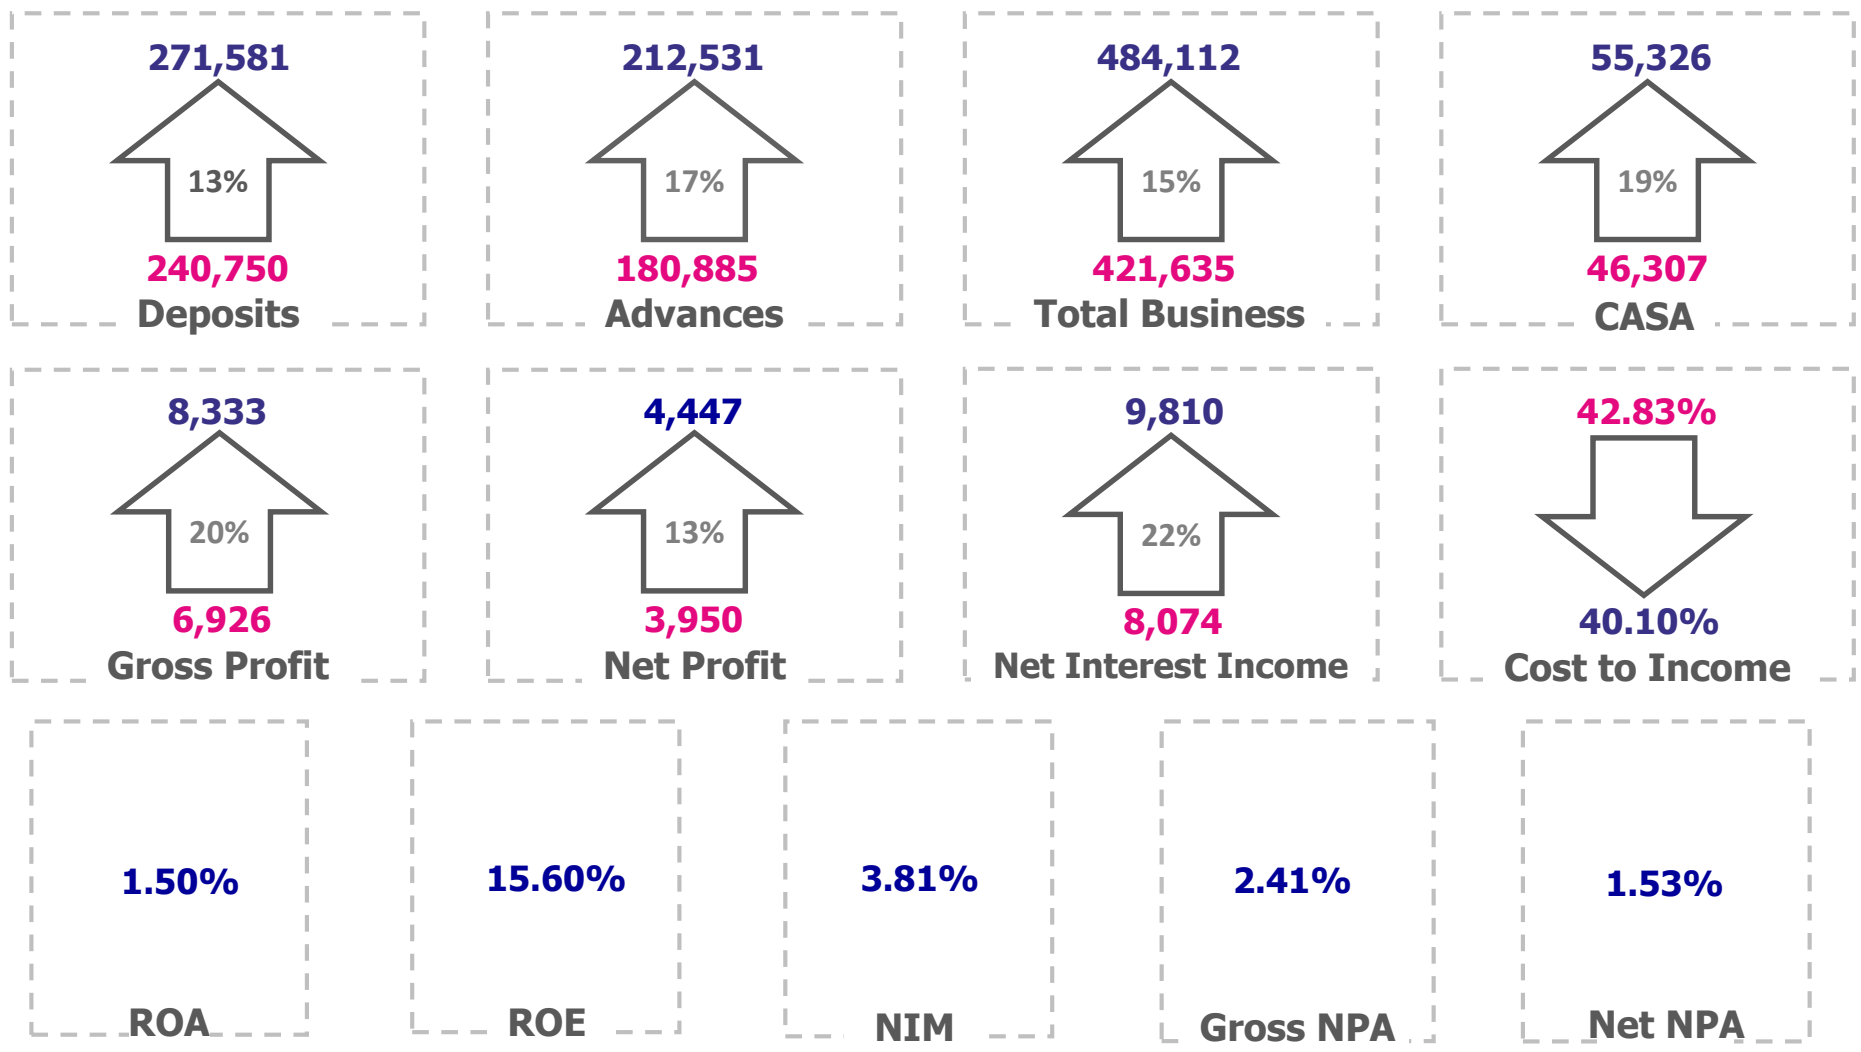 271,581
13%
240,750
Deposits
212,531
17%
180,885
Advances
484,112
15%
421,635
Total Business
55,326
19%
46,307
CASA
8,333
20%
6,926
Gross Profit
4,447
13%
3,950
Net Profit
9,810
22%
8,074
Net Interest Income
42.83%
40.10%
Cost to Income
1.50%
ROA
15.60%
ROE
3.81%
NIM
2.41%
Gross NPA
1.53%
Net NPA